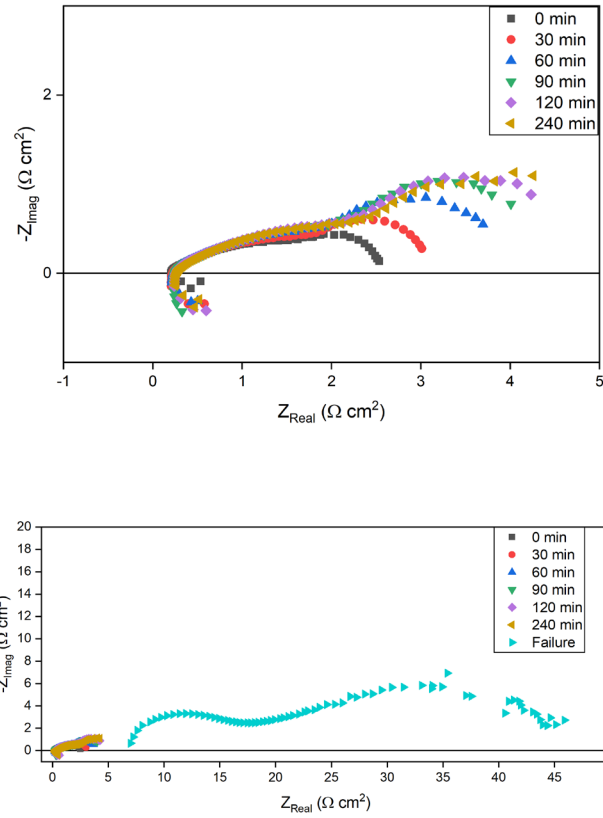 0 min
30 min
60 min
90 min
120 min
240 min
2
0
-Z_Imag (Ω cm²)
-1 0 1 2 3 4 5
Z_Real (Ω cm²)
0 min
30 min
60 min
90 min
120 min
240 min
Failure
20
18
16
14
12
10
8
6
4
2
0
-Z_Imag (Ω cm²)
0 5 10 15 20 25 30 35 40 45
Z_Real (Ω cm²)